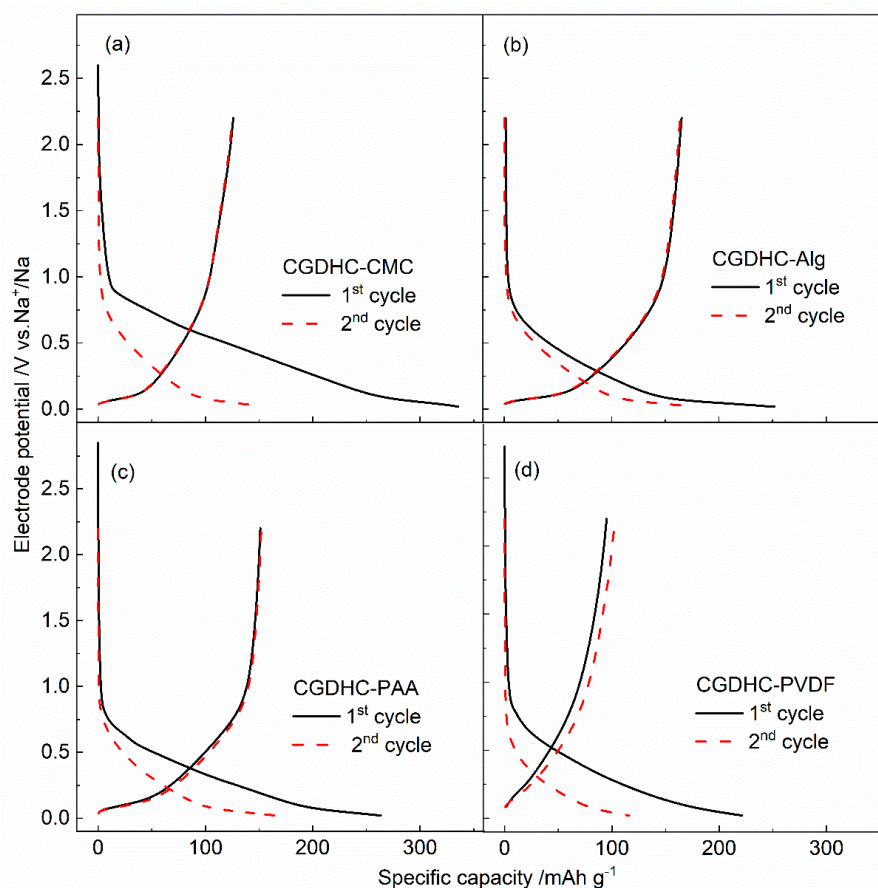 (a)
(b)
2.5
2.0
1.5
1.0
0.5
0.0
CGDHC-CMC
1st cycle
2nd cycle
CGDHC-Alg
1st cycle
2nd cycle
Electrode potential /V vs.Na+/Na
(c)
(d)
2.5
2.0
1.5
1.0
0.5
0.0
CGDHC-PAA
1st cycle
2nd cycle
CGDHC-PVDF
1st cycle
2nd cycle
0 100 200 300 0 100 200 300
Specific capacity /mAh g-1